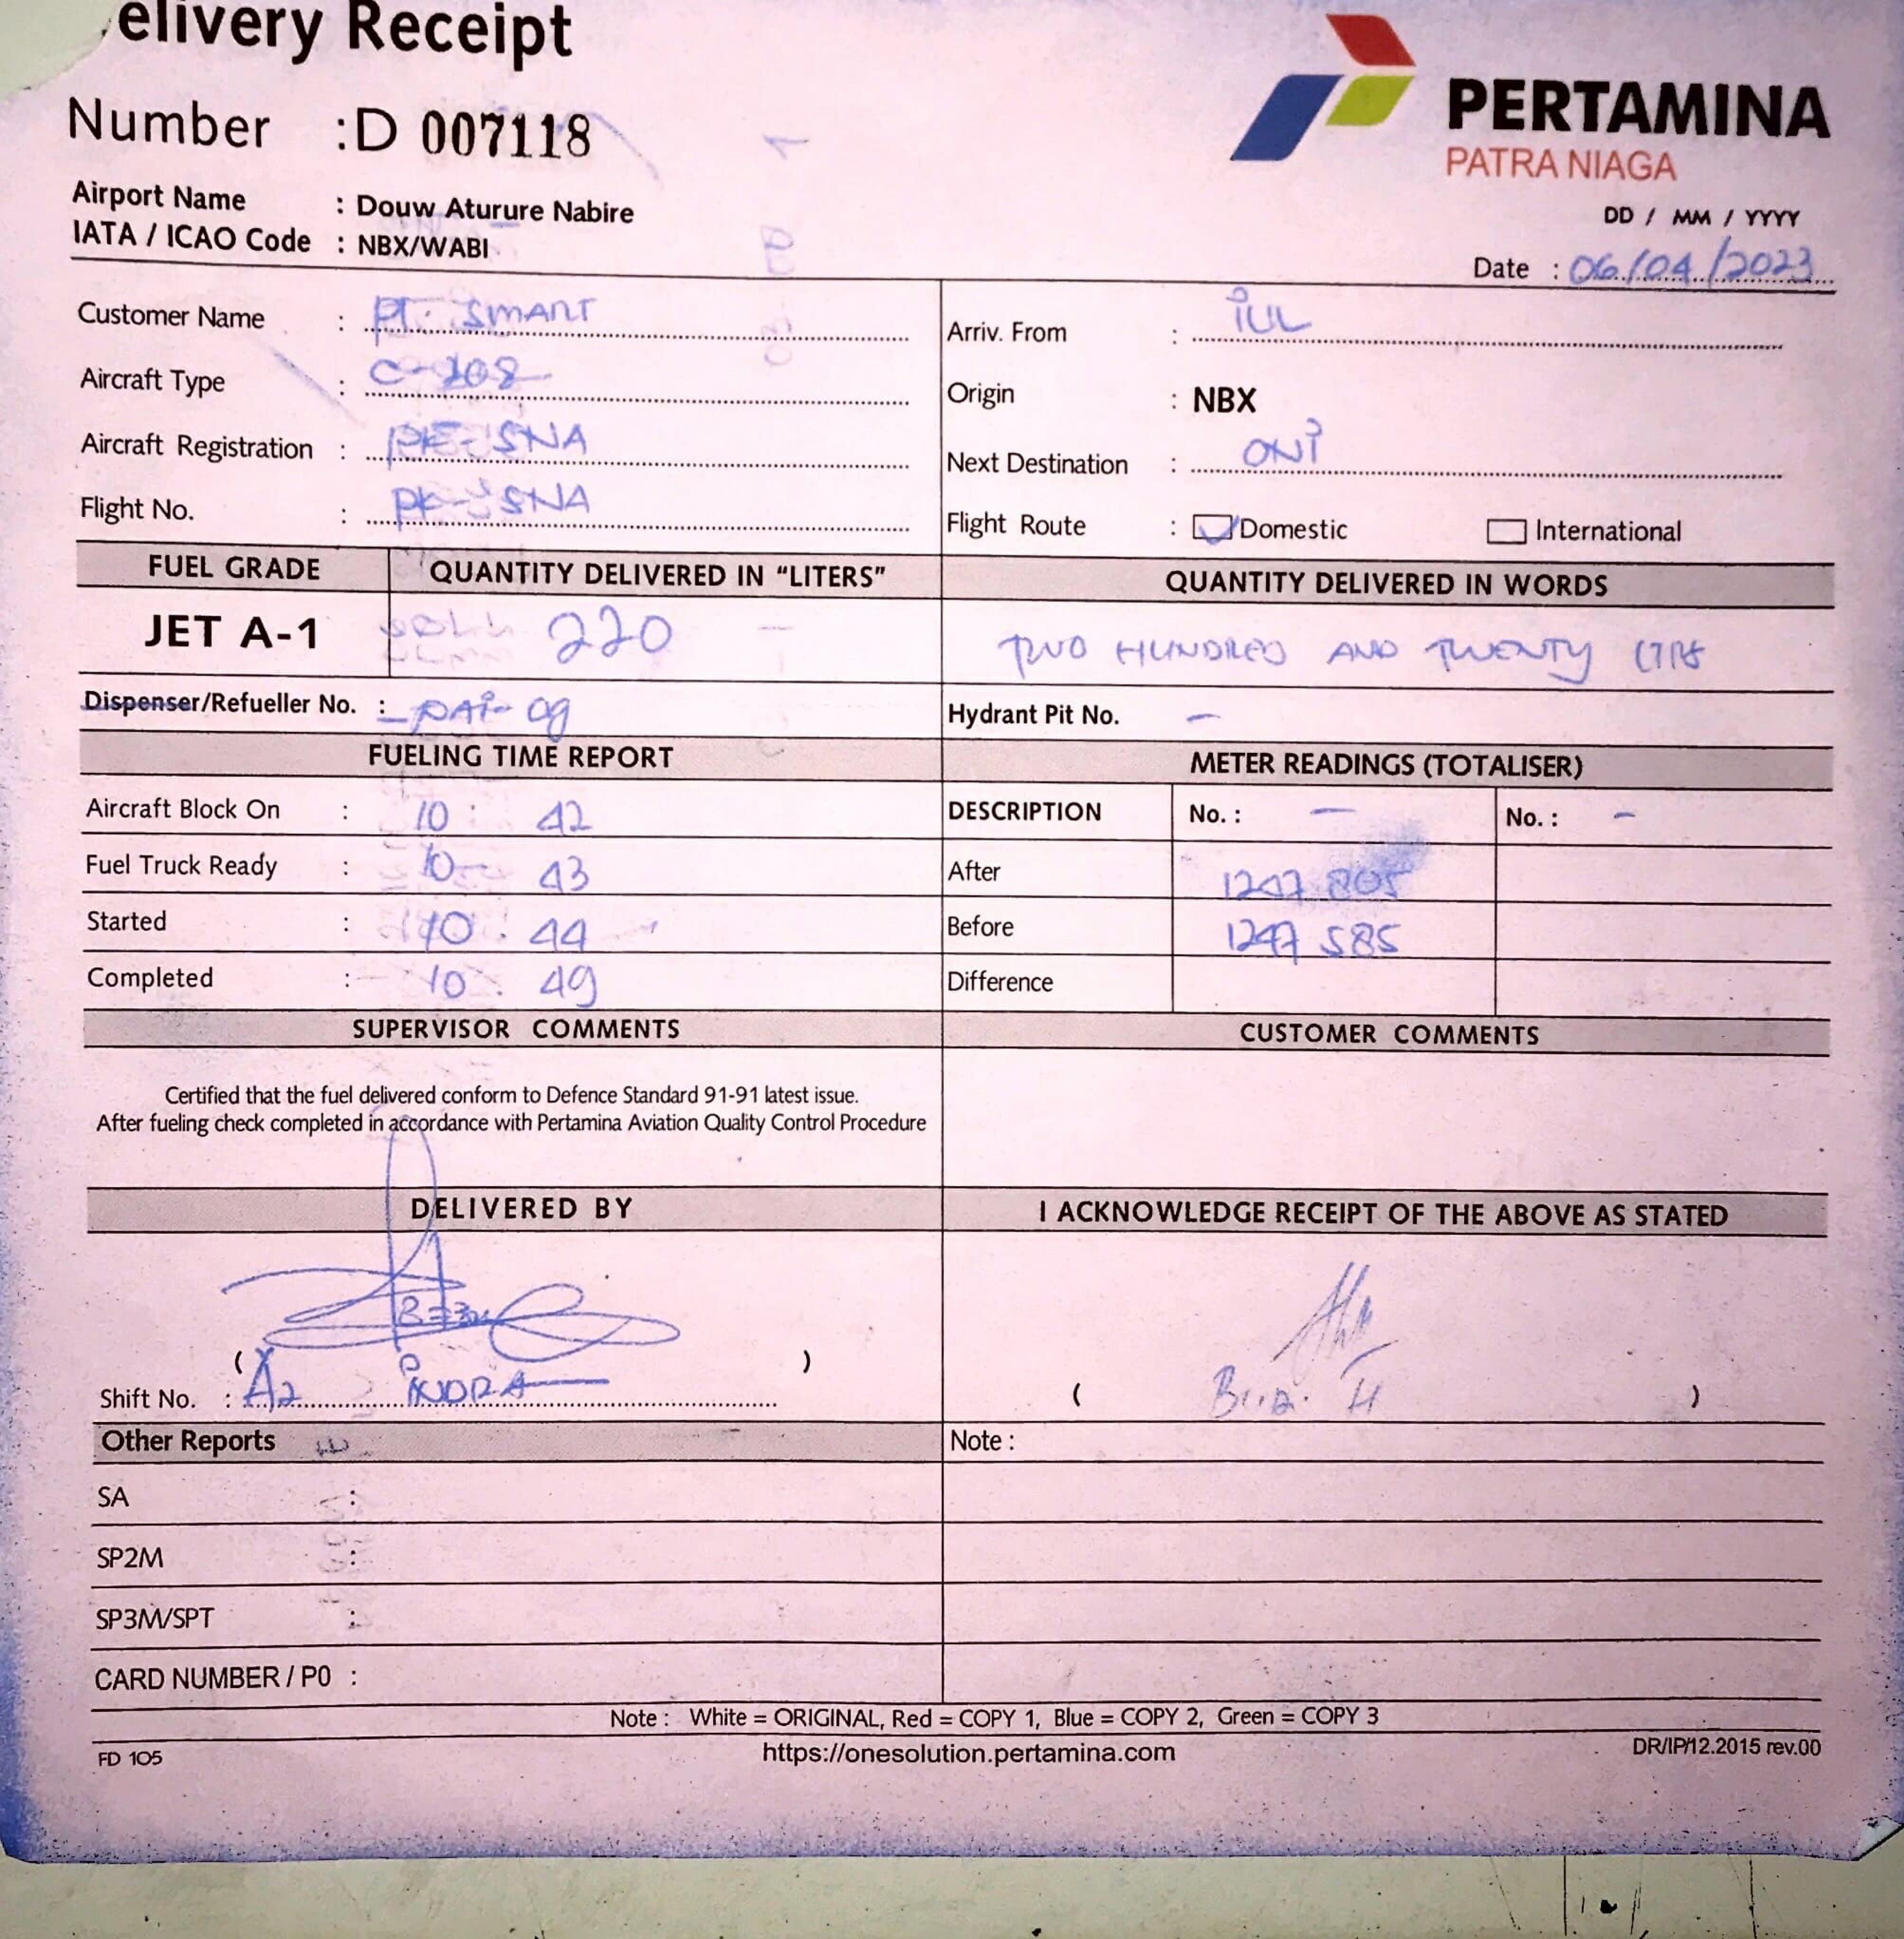 elivery Receipt
PERTAMINA
PATRA NIAGA
Number : D 007118
Airport Name : Douw Aturure Nabire
IATA / ICAO Code : NBX/WABI
DD / MM / YYYY
Date : 06/04/2023
Customer Name : PT. SMART
Arriv. From : iUL
Aircraft Type : C-208
Origin : NBX
Aircraft Registration : PK-SNA
Next Destination : ONI
Flight No. : PK-SNA
Flight Route : Domestic International
FUEL GRADE QUANTITY DELIVERED IN “LITERS” QUANTITY DELIVERED IN WORDS
JET A-1 220 TWO HUNDRED AND TWENTY LTRS
Dispenser/Refueller No. : 09
Hydrant Pit No. -
FUELING TIME REPORT METER READINGS (TOTALISER)
Aircraft Block On : 10 : 42
DESCRIPTION No. : - No. : -
Fuel Truck Ready : 10 - 43
After 1247 805
Started : 10 : 44
Before 1247 585
Completed : 10 : 49
Difference
SUPERVISOR COMMENTS CUSTOMER COMMENTS
Certified that the fuel delivered conform to Defence Standard 91-91 latest issue.
After fueling check completed in accordance with Pertamina Aviation Quality Control Procedure
DELIVERED BY I ACKNOWLEDGE RECEIPT OF THE ABOVE AS STATED
( )
Shift No. : A2 INDRA
( )
Other Reports Note :
SA :
SP2M :
SP3M/SPT :
CARD NUMBER / P0 :
Note : White = ORIGINAL, Red = COPY 1, Blue = COPY 2, Green = COPY 3
FD 105 https://onesolution.pertamina.com DR/IP/12.2015 rev.00